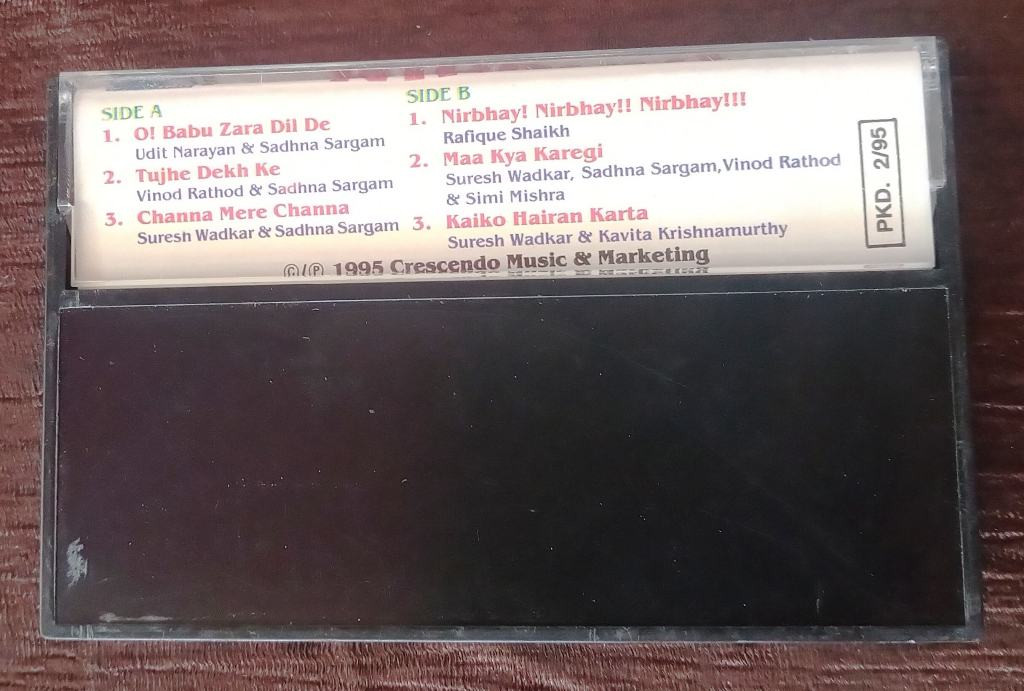 SIDE A
1. O! Babu Zara Dil De
Udit Narayan & Sadhna Sargam
2. Tujhe Dekh Ke
Vinod Rathod & Sadhna Sargam
3. Channa Mere Channa
Suresh Wadkar & Sadhna Sargam
SIDE B
1. Nirbhay! Nirbhay!! Nirbhay!!!
Rafique Shaikh
2. Maa Kya Karegi
Suresh Wadkar, Sadhna Sargam,Vinod Rathod
& Simi Mishra
3. Kaiko Hairan Karta
Suresh Wadkar & Kavita Krishnamurthy
©/℗ 1995 Crescendo Music & Marketing
PKD. 2/95